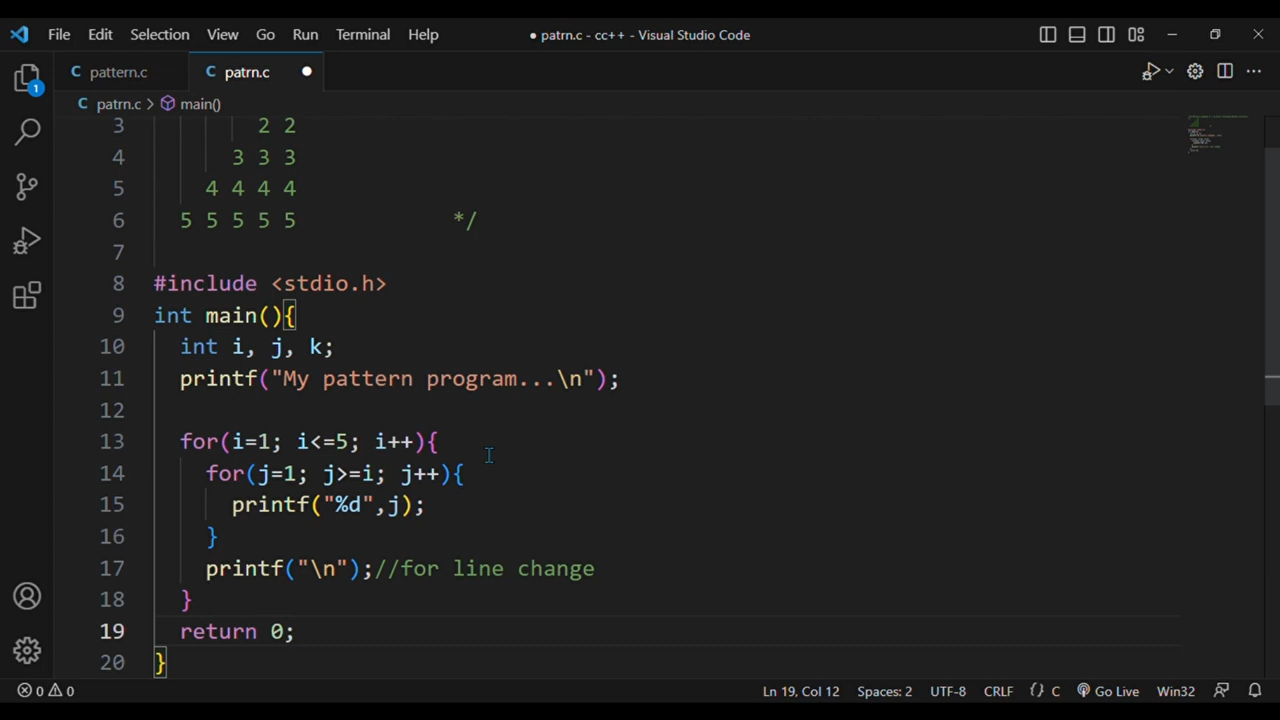 File Edit Selection View Go Run Terminal Help ● patrn.c - cc++ - Visual Studio Code
C pattern.c C patrn.c ●
C patrn.c > main()
1
3 2 2
4 3 3 3
5 4 4 4 4
6 5 5 5 5 5 */
7
8 #include <stdio.h>
9 int main(){
10 int i, j, k;
11 printf("My pattern program...\n");
12
13 for(i=1; i<=5; i++){
14 for(j=1; j>=i; j++){
15 printf("%d",j);
16 }
17 printf("\n");//for line change
18 }
19 return 0;
20 }
0 0 Ln 19, Col 12 Spaces: 2 UTF-8 CRLF {} C Go Live Win32